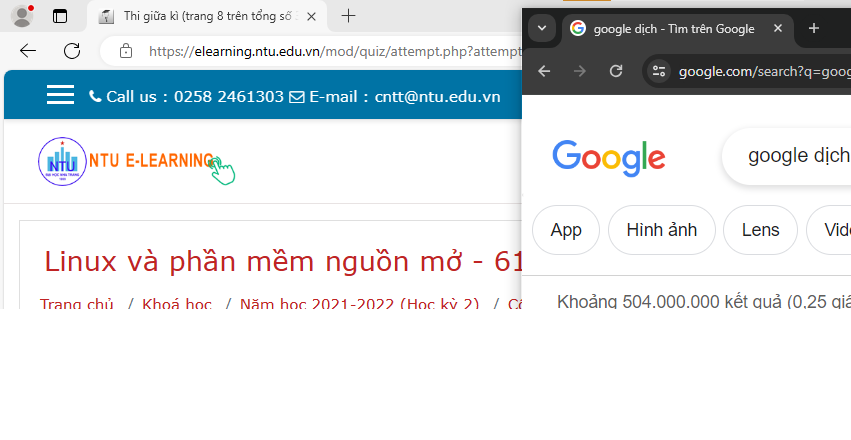 Thi giữa kì (trang 8 trên tổng số
google dịch - Tìm trên Google
https://elearning.ntu.edu.vn/mod/quiz/attempt.php?attempt
google.com/search?q=goog
Call us : 0258 2461303 E-mail : cntt@ntu.edu.vn
NTU
NTU E-LEARNING
Google
google dịch
App
Hình ảnh
Lens
Vid
Linux và phần mềm nguồn mở - 61
Trang chủ / Khoá học / Năm học 2021-2022 (Học kỳ 2) /
Khoảng 504.000.000 kết quả (0,25 giâ